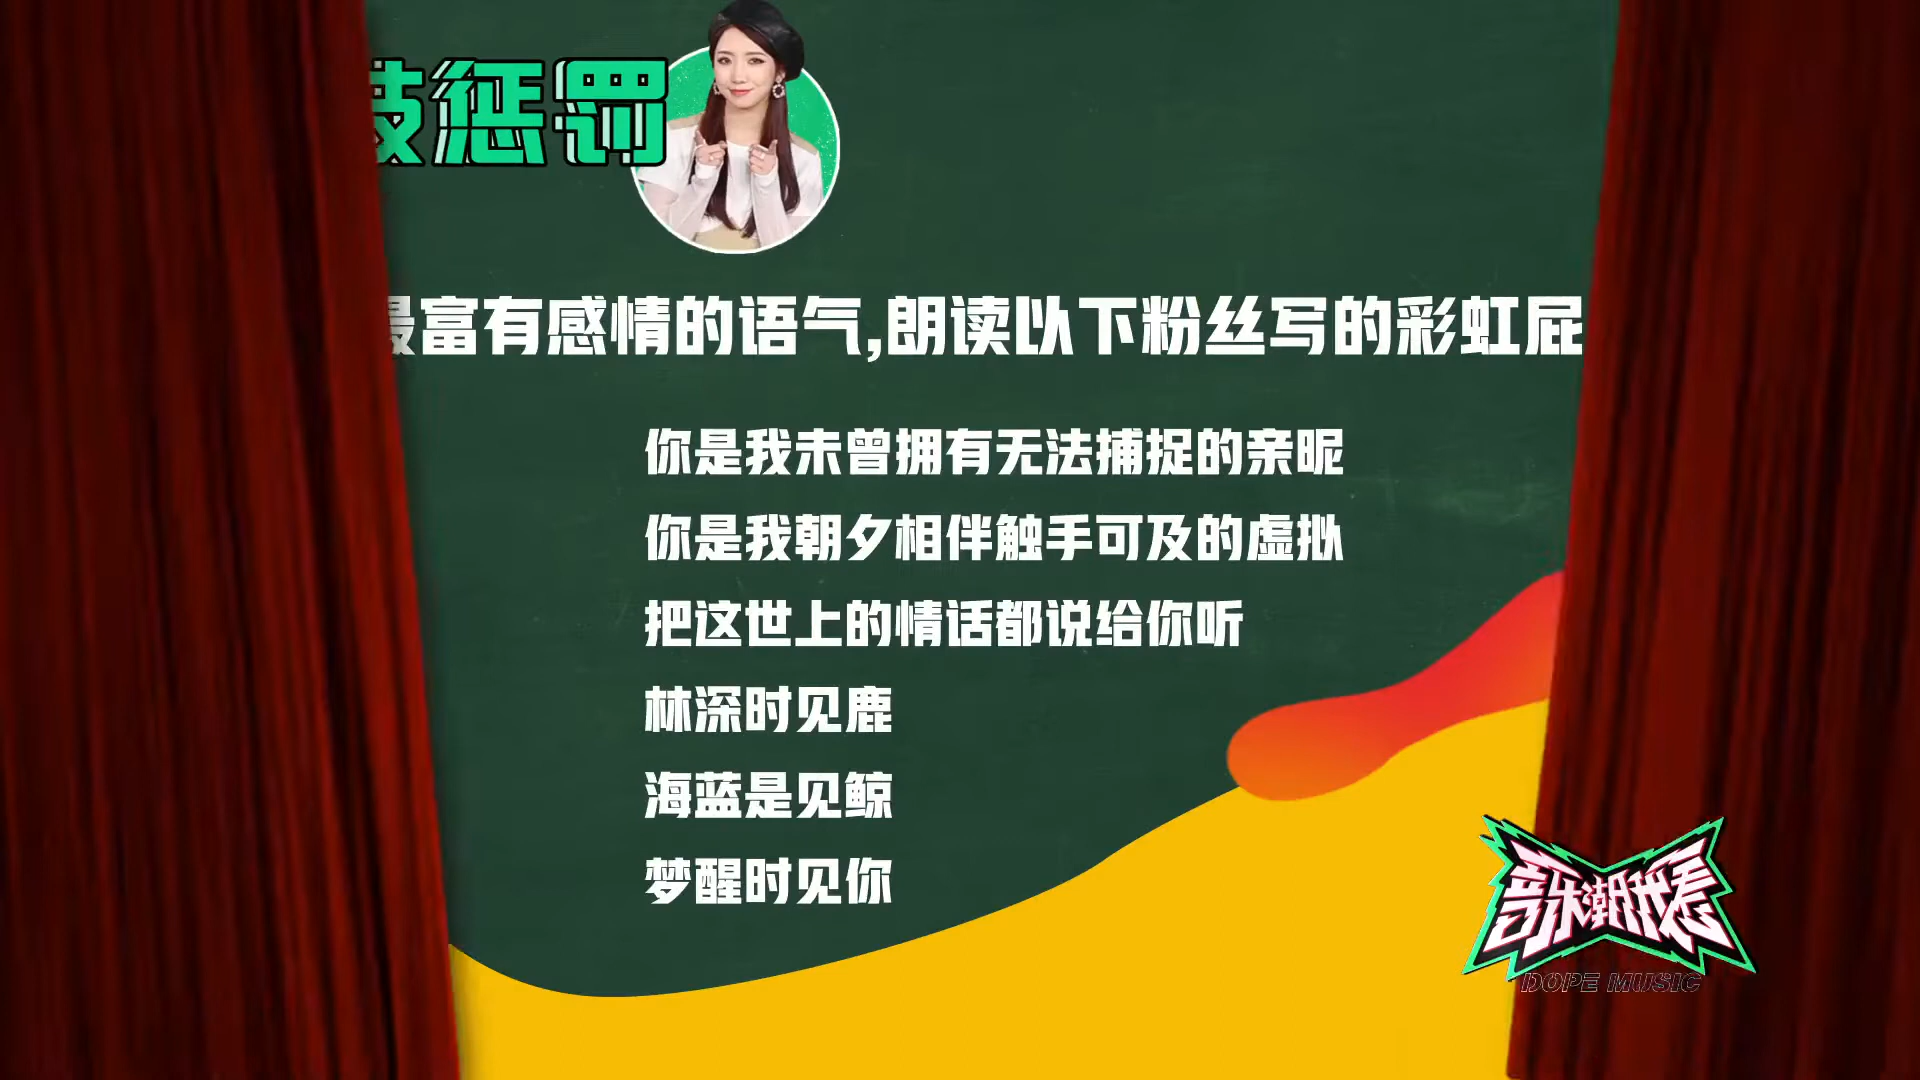 惩罚
富有感情的语气,朗读以下粉丝写的彩虹屁
你是我未曾拥有无法捕捉的亲昵
你是我朝夕相伴触手可及的虚拟
把这世上的情话都说给你听
林深时见鹿
海蓝是见鲸
梦醒时见你
DOPE MUSIC